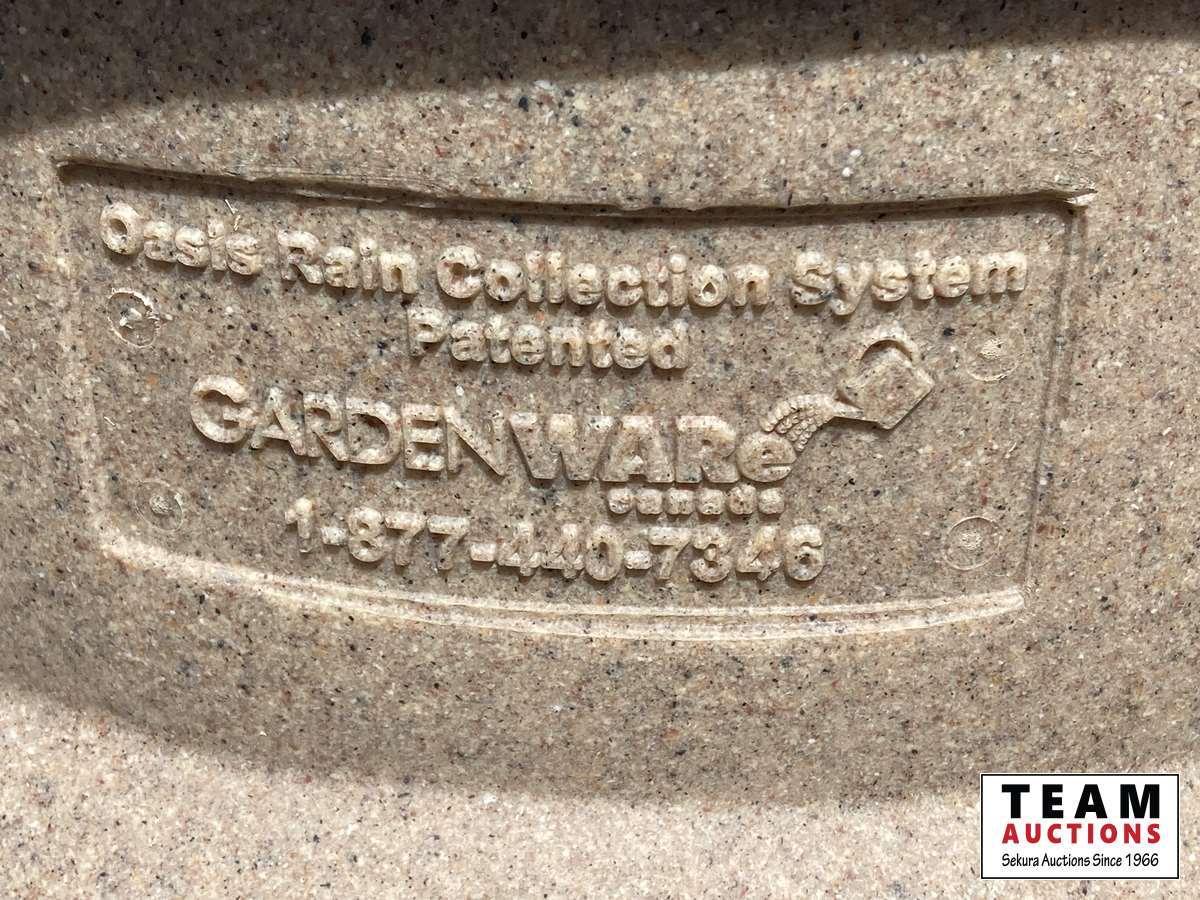 Oasis Rain Collection System
Patented
GARDENWARe
canada
1-877-440-7346
TEAM
AUCTIONS
Sekura Auctions Since 1966